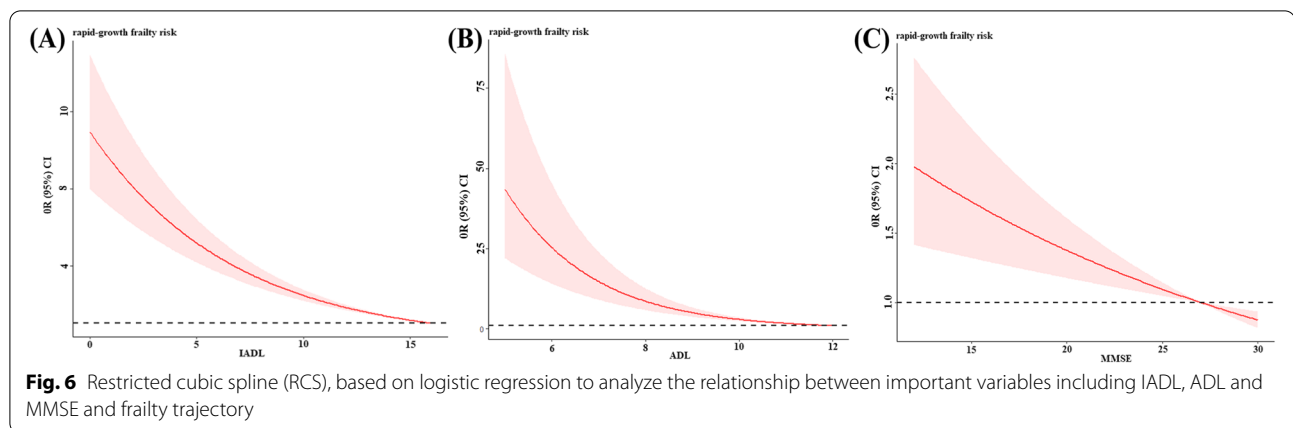 (A)
rapid-growth frailty risk
10
8
4
0R (95%) CI
0
5
10
15
IADL
(B)
rapid-growth frailty risk
75
50
25
0
0R (95%) CI
6
8
10
12
ADL
(C)
rapid-growth frailty risk
2.5
2.0
1.5
1.0
0R (95%) CI
15
20
25
30
MMSE
Fig. 6 Restricted cubic spline (RCS), based on logistic regression to analyze the relationship between important variables including IADL, ADL and
MMSE and frailty trajectory